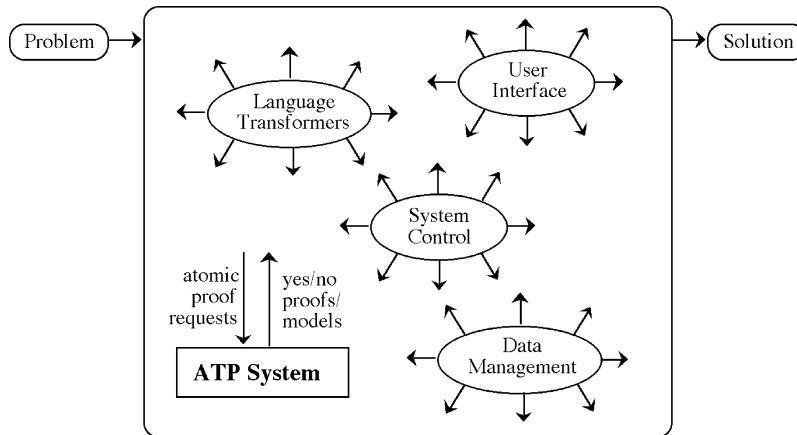 Problem
Solution
Language
Transformers
User
Interface
System
Control
atomic
proof
requests
yes/no
proofs/
models
ATP System
Data
Management